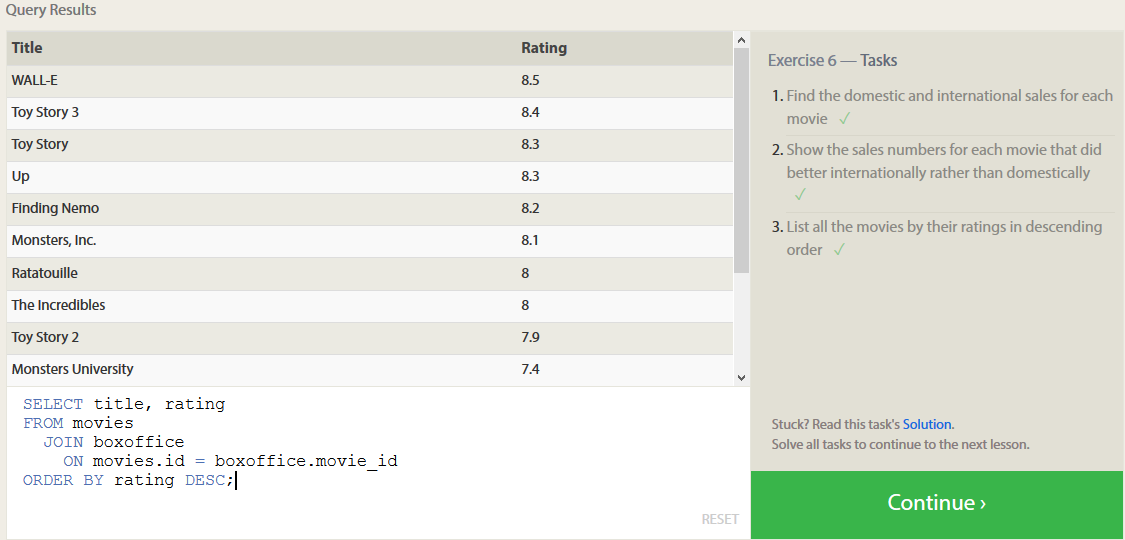 Query Results
Title Rating
WALL-E 8.5
Toy Story 3 8.4
Toy Story 8.3
Up 8.3
Finding Nemo 8.2
Monsters, Inc. 8.1
Ratatouille 8
The Incredibles 8
Toy Story 2 7.9
Monsters University 7.4
SELECT title, rating
FROM movies
  JOIN boxoffice
    ON movies.id = boxoffice.movie_id
ORDER BY rating DESC;
RESET
Exercise 6 — Tasks
1. Find the domestic and international sales for each
movie ✓
2. Show the sales numbers for each movie that did
better internationally rather than domestically
✓
3. List all the movies by their ratings in descending
order ✓
Stuck? Read this task's Solution.
Solve all tasks to continue to the next lesson.
Continue ›